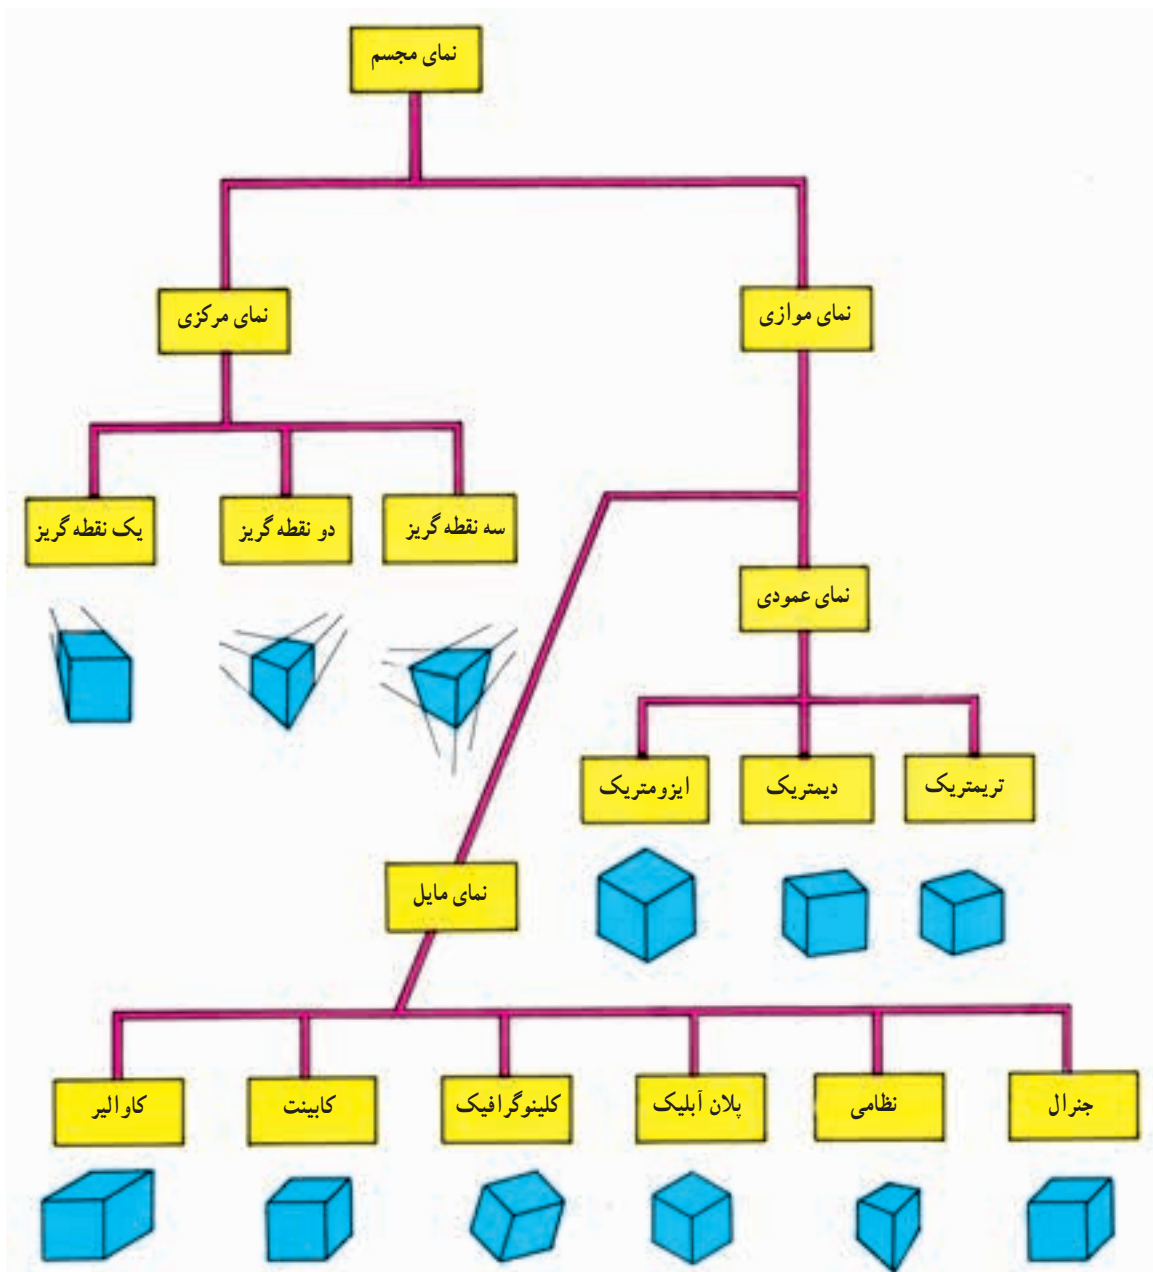 نمای مجسم
نمای موازی
نمای مرکزی
سه نقطه گریز
دو نقطه گریز
یک نقطه گریز
نمای عمودی
تریمتریک
دیمتریک
ایزومتریک
نمای مایل
جنرال
نظامی
پلان آبلیک
کلینوگرافیک
کابینت
کاوالیر